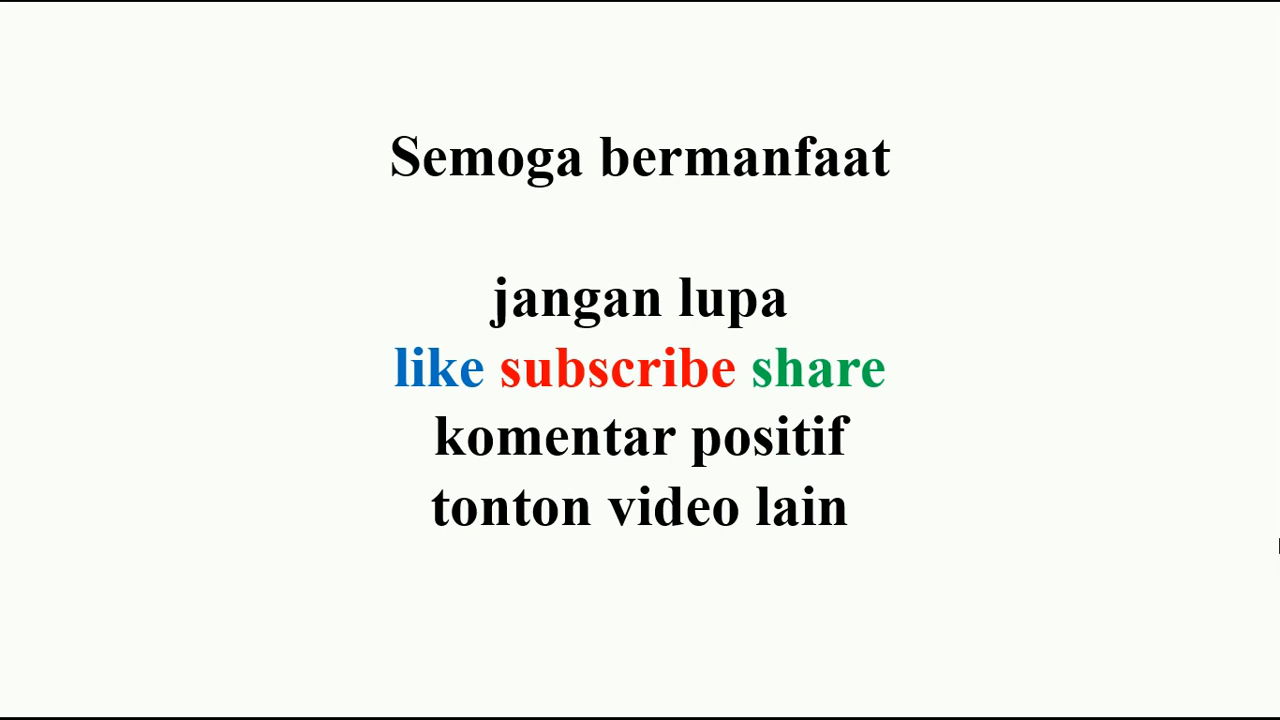 Semoga bermanfaat
jangan lupa
like subscribe share
komentar positif
tonton video lain